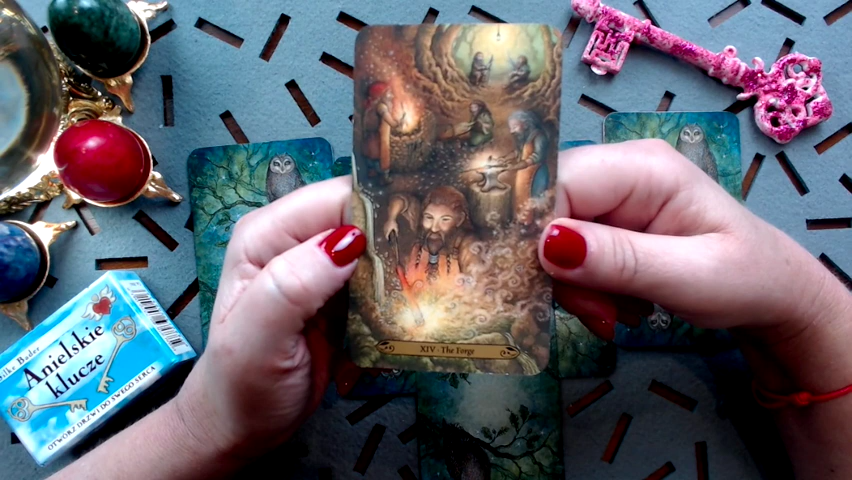 XIV - The Forge
Anielskie
klucze
OTWÓRZ DRZWI DO SWEGO SERCA